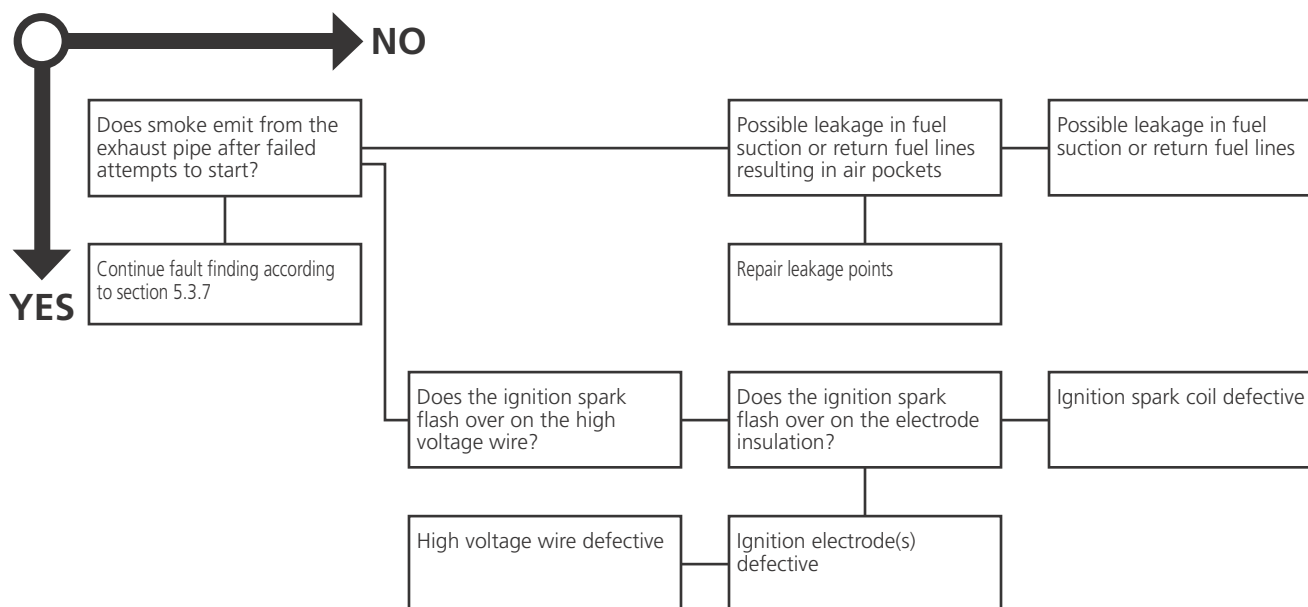 NO
YES
Does smoke emit from the
exhaust pipe after failed
attempts to start?
Possible leakage in fuel
suction or return fuel lines
resulting in air pockets
Possible leakage in fuel
suction or return fuel lines
Continue fault finding according
to section 5.3.7
Repair leakage points
Does the ignition spark
flash over on the high
voltage wire?
Does the ignition spark
flash over on the electrode
insulation?
Ignition spark coil defective
High voltage wire defective
Ignition electrode(s)
defective